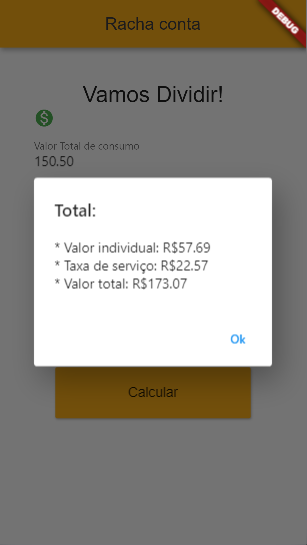 Racha conta
DEBUG
Vamos Dividir!
$
Valor Total de consumo
150.50
Total:
* Valor individual: R$57.69
* Taxa de serviço: R$22.57
* Valor total: R$173.07
Ok
Calcular